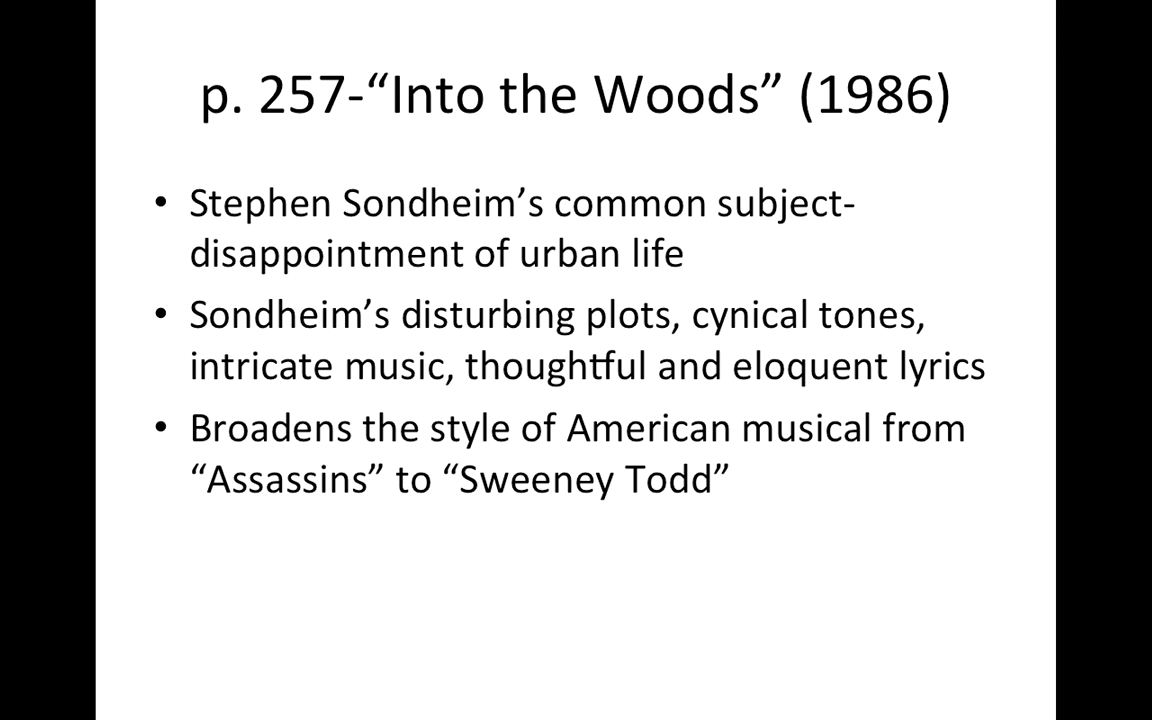 p. 257-“Into the Woods” (1986)
• Stephen Sondheim’s common subject-
disappointment of urban life
• Sondheim’s disturbing plots, cynical tones,
intricate music, thoughtful and eloquent lyrics
• Broadens the style of American musical from
“Assassins” to “Sweeney Todd”